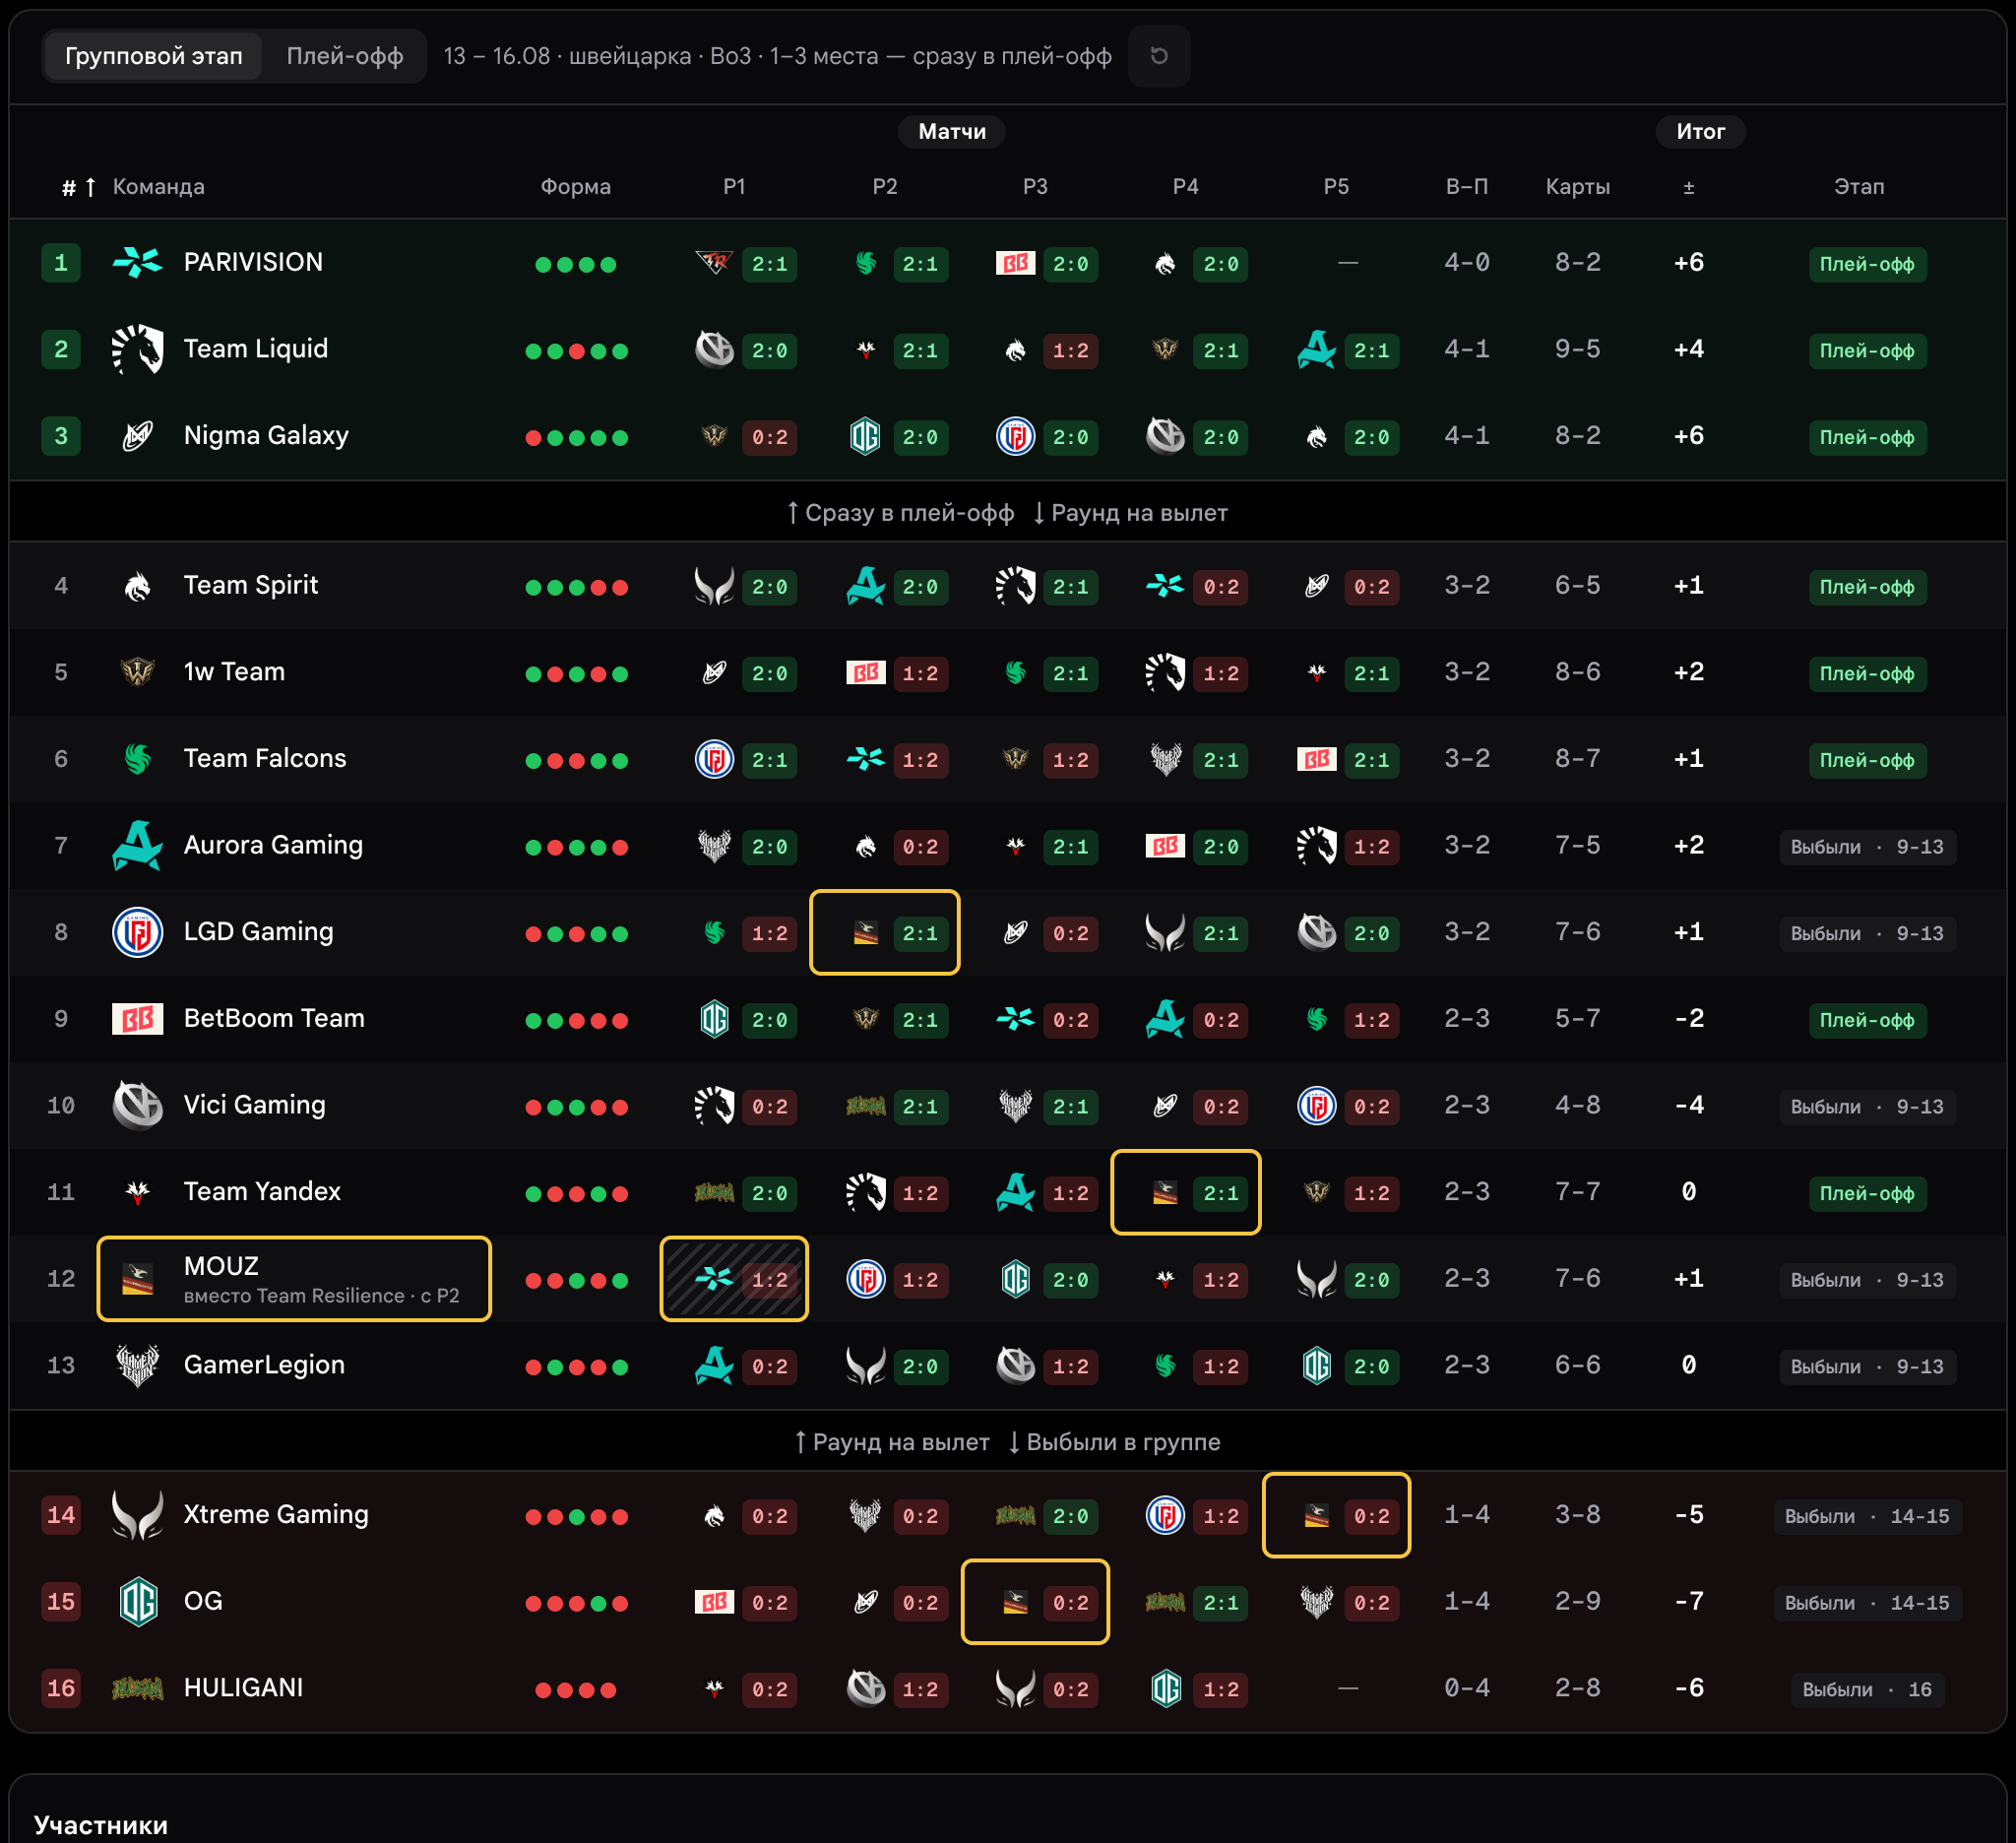 Групповой этап Плей-офф 13 – 16.08 · швейцарка · Bo3 · 1–3 места — сразу в плей-офф
Матчи Итог
# ↑ Команда Форма Р1 Р2 Р3 Р4 Р5 В–П Карты ± Этап
1 PARIVISION 2:1 2:1 2:0 2:0 — 4-0 8-2 +6 Плей-офф
2 Team Liquid 2:0 2:1 1:2 2:1 2:1 4-1 9-5 +4 Плей-офф
3 Nigma Galaxy 0:2 2:0 2:0 2:0 2:0 4-1 8-2 +6 Плей-офф
↑ Сразу в плей-офф ↓ Раунд на вылет
4 Team Spirit 2:0 2:0 2:1 0:2 0:2 3-2 6-5 +1 Плей-офф
5 1w Team 2:0 1:2 2:1 1:2 2:1 3-2 8-6 +2 Плей-офф
6 Team Falcons 2:1 1:2 1:2 2:1 2:1 3-2 8-7 +1 Плей-офф
7 Aurora Gaming 2:0 0:2 2:1 2:0 1:2 3-2 7-5 +2 Выбыли · 9-13
8 LGD Gaming 1:2 2:1 0:2 2:1 2:0 3-2 7-6 +1 Выбыли · 9-13
9 BetBoom Team 2:0 2:1 0:2 0:2 1:2 2-3 5-7 -2 Плей-офф
10 Vici Gaming 0:2 2:1 2:1 0:2 0:2 2-3 4-8 -4 Выбыли · 9-13
11 Team Yandex 2:0 1:2 1:2 2:1 1:2 2-3 7-7 0 Плей-офф
12 MOUZ 1:2 1:2 2:0 1:2 2:0 2-3 7-6 +1 Выбыли · 9-13
вместо Team Resilience · с Р2
13 GamerLegion 0:2 2:0 1:2 1:2 2:0 2-3 6-6 0 Выбыли · 9-13
↑ Раунд на вылет ↓ Выбыли в группе
14 Xtreme Gaming 0:2 0:2 2:0 1:2 0:2 1-4 3-8 -5 Выбыли · 14-15
15 OG 0:2 0:2 0:2 2:1 0:2 1-4 2-9 -7 Выбыли · 14-15
16 HULIGANI 0:2 1:2 0:2 1:2 — 0-4 2-8 -6 Выбыли · 16
Участники